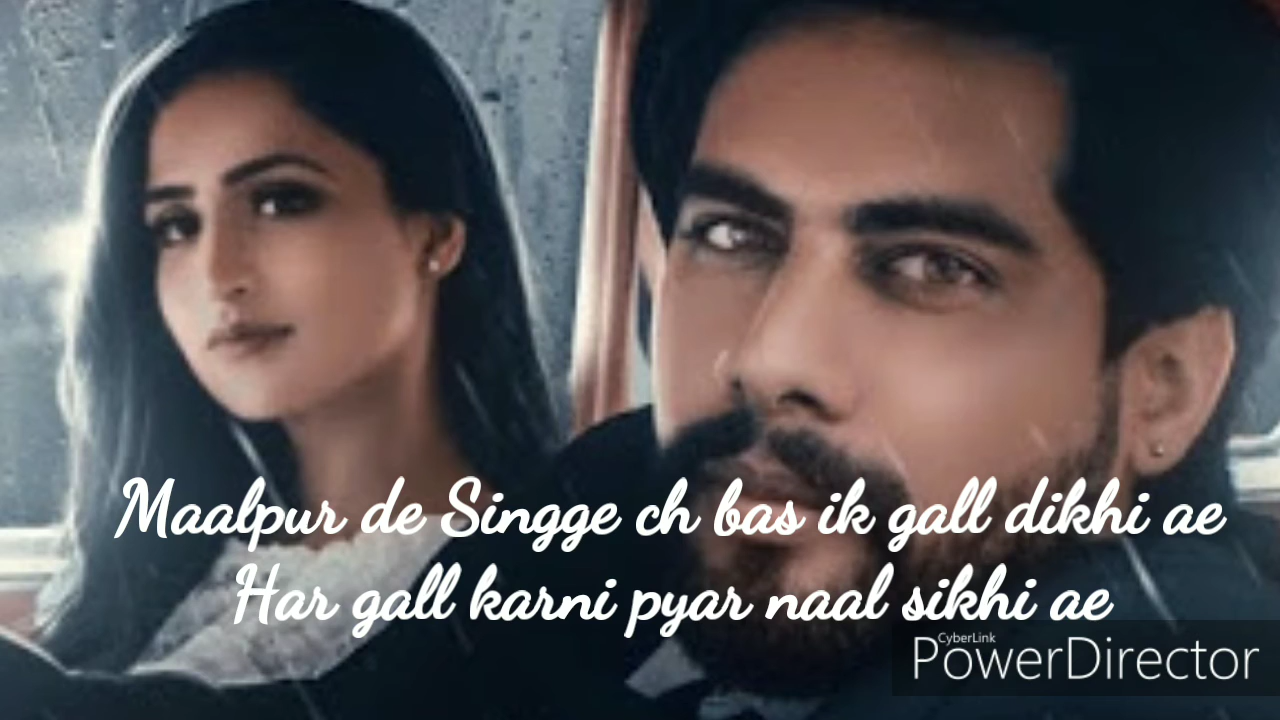 Maalpur de Singge ch bas ik gall dikhi ae
Har gall karni pyar naal sikhi ae
CyberLink
PowerDirector